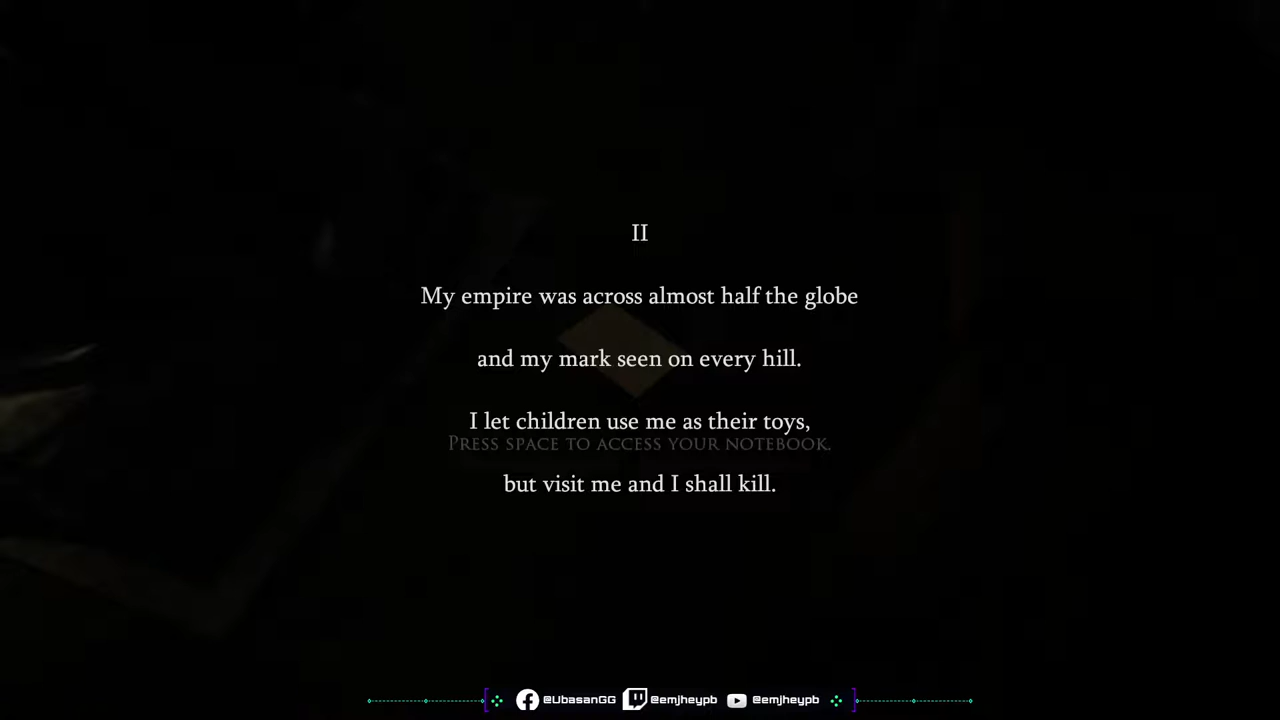 II
My empire was across almost half the globe
and my mark seen on every hill.
I let children use me as their toys,
Press space to access your notebook.
but visit me and I shall kill.
@UbasanGG @emjheypb @emjheypb